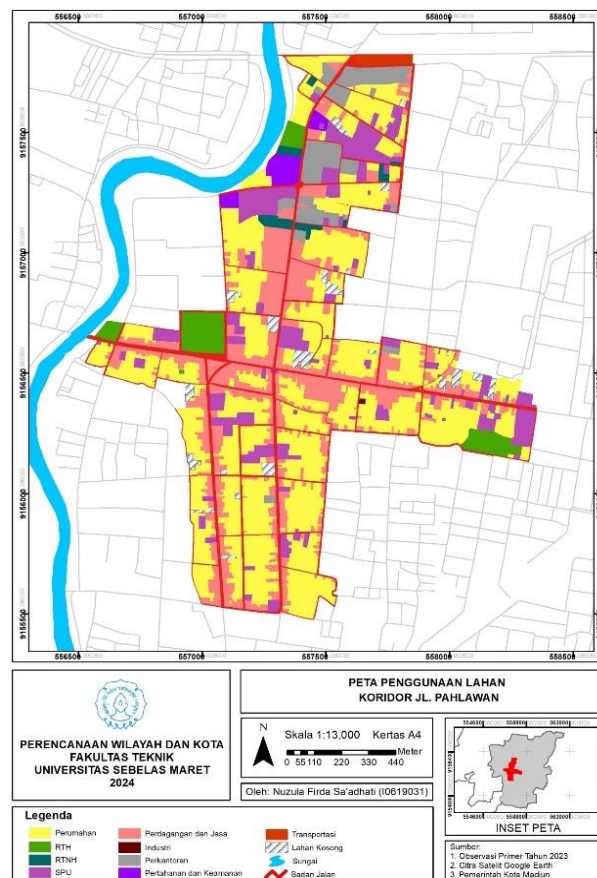 556500 557000 557500 558000 558500
9157500
9157000
9156500
9156000
9155500
556500 557000 557500 558000 558500
PETA PENGGUNAAN LAHAN
KORIDOR JL. PAHLAWAN
PERENCANAAN WILAYAH DAN KOTA
FAKULTAS TEKNIK
UNIVERSITAS SEBELAS MARET
2024
N
Skala 1:13,000 Kertas A4
Meter
0 55 110 220 330 440
Oleh: Nuzula Firda Sa'adhati (I0619031)
INSET PETA
Legenda
Perumahan
RTH
RTNH
SPU
Perdagangan dan Jasa
Industri
Perkantoran
Pertahanan dan Keamanan
Transportasi
Lahan Kosong
Sungai
Badan Jalan
Sumber:
1. Observasi Primer Tahun 2023
2. Citra Satelit Google Earth
3. Pemerintah Kota Madiun